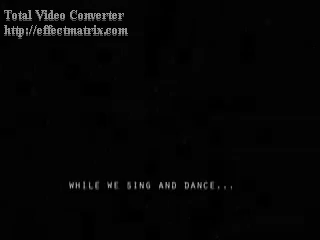 Total Video Converter
http://effectmatrix.com
WHILE WE SING AND DANCE...